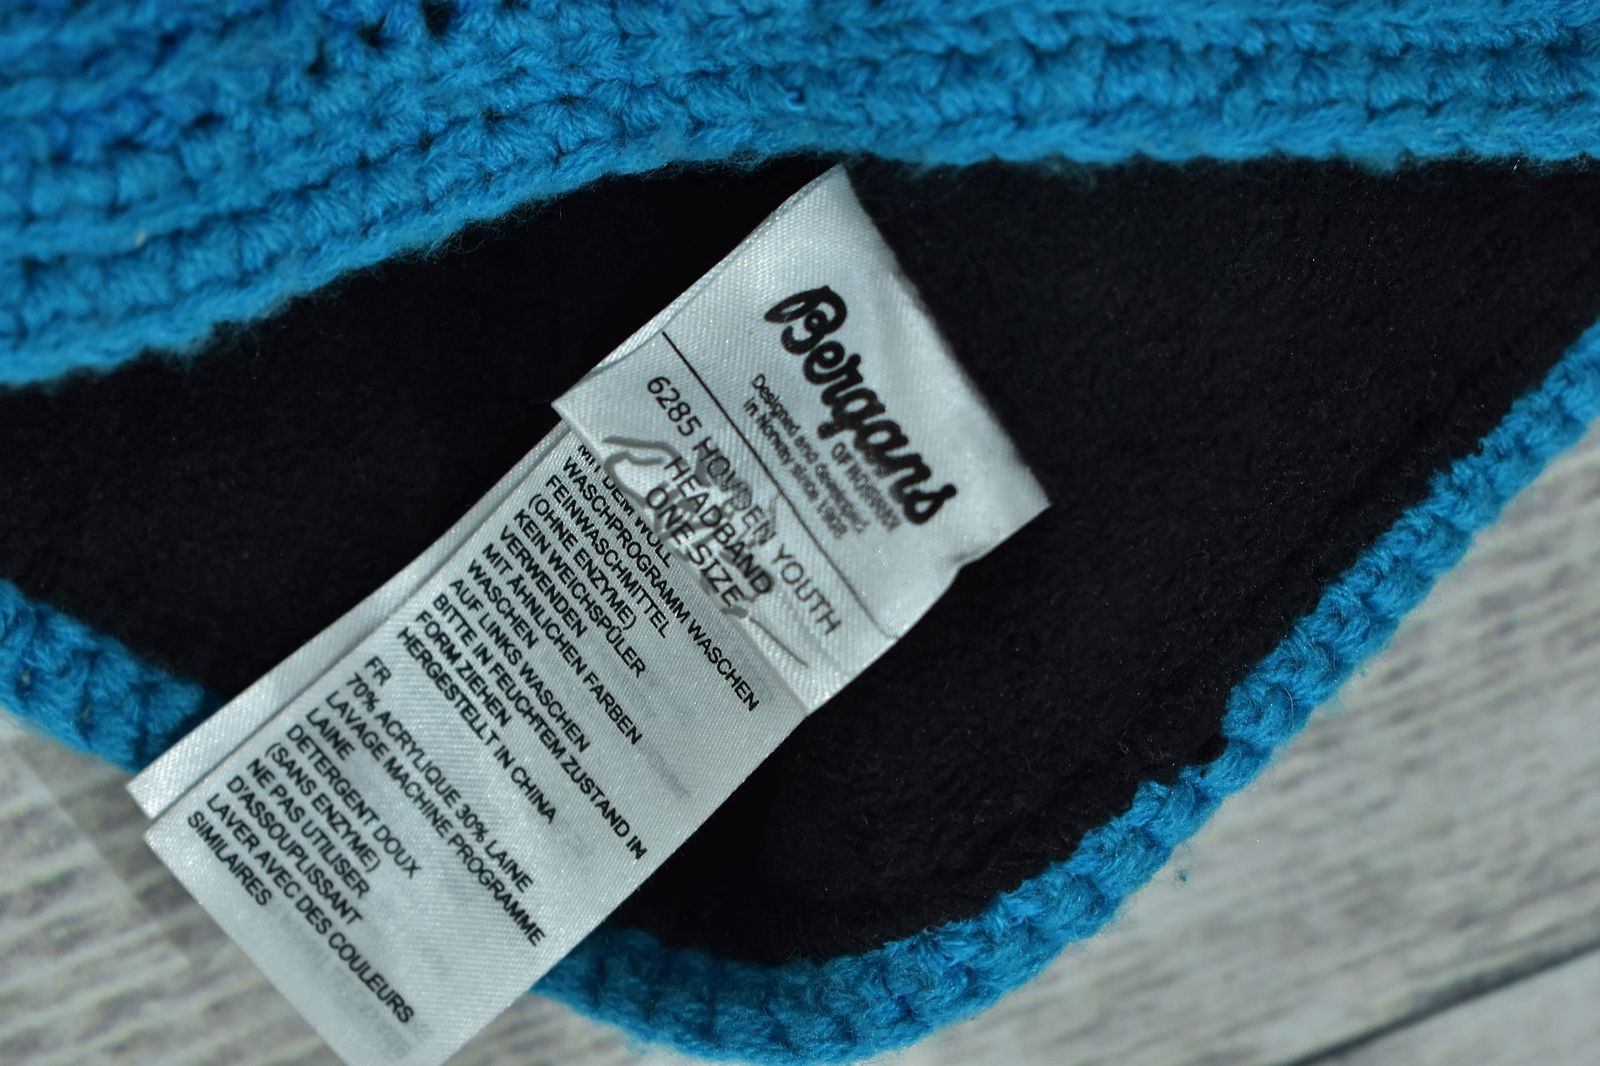 Bergans
OF NORWAY
Designed and developed
in Norway since 1908
6285 HOVDEN YOUTH
HEADBAND
ONE SIZE
MIT DEM WOLL
WASCHPROGRAMM WASCHEN
FEINWASCHMITTEL
(OHNE ENZYME)
KEIN WEICHSPÜLER
VERWENDEN
MIT ÄHNLICHEN FARBEN
WASCHEN
AUF LINKS WASCHEN
BITTE IN FEUCHTEM ZUSTAND IN
FORM ZIEHEN
HERGESTELLT IN CHINA
FR
70% ACRYLIQUE 30% LAINE
LAVAGE MACHINE PROGRAMME
LAINE
DETERGENT DOUX
(SANS ENZYME)
NE PAS UTILISER
D'ASSOUPLISSANT
LAVER AVEC DES COULEURS
SIMILAIRES